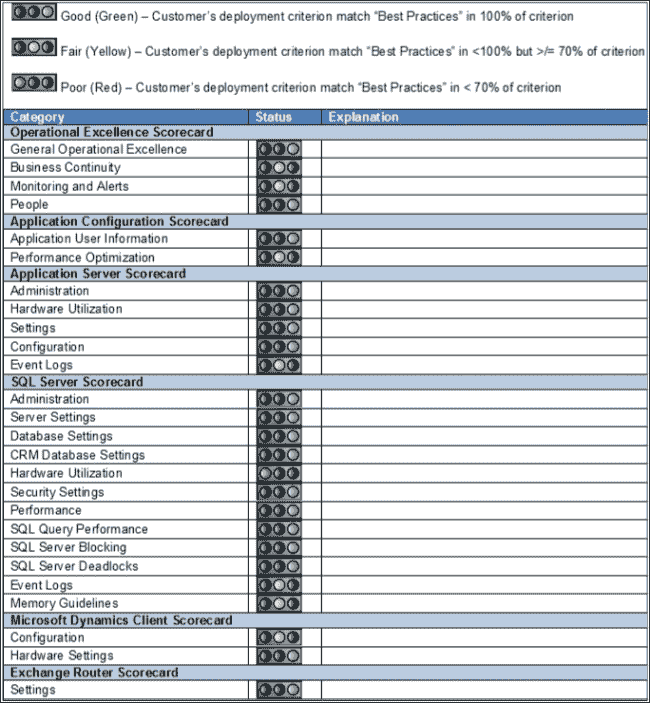 Good (Green) – Customer's deployment criterion match "Best Practices" in 100% of criterion
Fair (Yellow) – Customer's deployment criterion match "Best Practices" in <100% but >/= 70% of criterion
Poor (Red) – Customer's deployment criterion match "Best Practices" in < 70% of criterion
Category Status Explanation
Operational Excellence Scorecard
General Operational Excellence
Business Continuity
Monitoring and Alerts
People
Application Configuration Scorecard
Application User Information
Performance Optimization
Application Server Scorecard
Administration
Hardware Utilization
Settings
Configuration
Event Logs
SQL Server Scorecard
Administration
Server Settings
Database Settings
CRM Database Settings
Hardware Utilization
Security Settings
Performance
SQL Query Performance
SQL Server Blocking
SQL Server Deadlocks
Event Logs
Memory Guidelines
Microsoft Dynamics Client Scorecard
Configuration
Hardware Settings
Exchange Router Scorecard
Settings